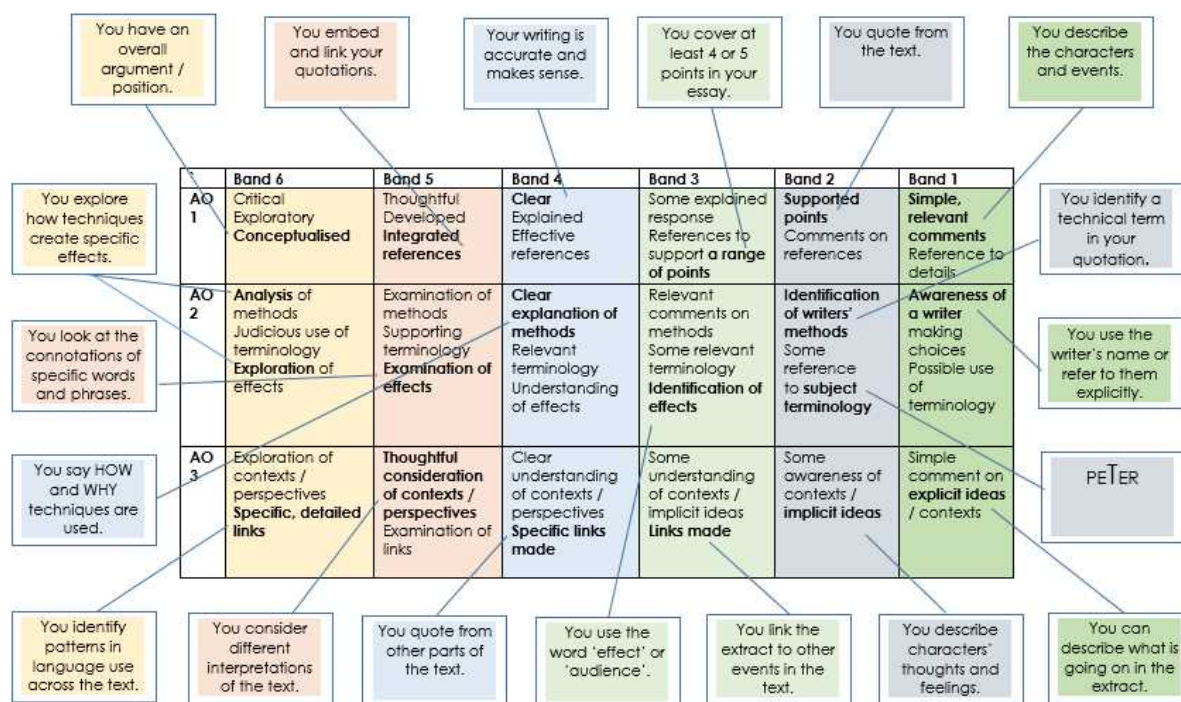 You have an
overall
argument /
position.
You embed
and link your
quotations.
Your writing is
accurate and
makes sense.
You cover at
least 4 or 5
points in your
essay.
You quote from
the text.
You describe
the characters
and events.
You explore
how techniques
create specific
effects.
You look at the
connotations of
specific words
and phrases.
You say HOW
and WHY
techniques are
used.
Band 6
Band 5
Band 4
Band 3
Band 2
Band 1
AO
1
Critical
Exploratory
Conceptualised
Thoughtful
Developed
Integrated
references
Clear
Explained
Effective
references
Some explained
response
References to
support a range
of points
Supported
points
Comments on
references
Simple,
relevant
comments
Reference to
details
AO
2
Analysis of
methods
Judicious use of
terminology
Exploration of
effects
Examination of
methods
Supporting
terminology
Examination of
effects
Clear
explanation of
methods
Relevant
terminology
Understanding
of effects
Relevant
comments on
methods
Some relevant
terminology
Identification of
effects
Identification
of writers'
methods
Some
reference
to subject
terminology
Awareness of
a writer
making
choices
Possible use
of
terminology
AO
3
Exploration of
contexts /
perspectives
Specific, detailed
links
Thoughtful
consideration
of contexts /
perspectives
Examination of
links
Clear
understanding
of contexts /
perspectives
Specific links
made
Some
understanding
of contexts /
implicit ideas
Links made
Some
awareness of
contexts /
implicit ideas
Simple
comment on
explicit ideas
/ contexts
You identify a
technical term
in your
quotation.
You use the
writer's name or
refer to them
explicitly.
PETER
You identify
patterns in
language use
across the text.
You consider
different
interpretations
of the text.
You quote from
other parts of
the text.
You use the
word 'effect' or
'audience'.
You link the
extract to other
events in the
text.
You describe
characters'
thoughts and
feelings.
You can
describe what is
going on in the
extract.